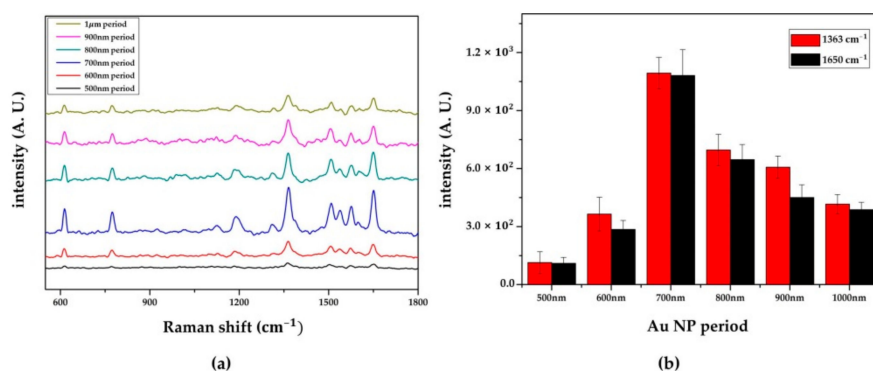 (a)
1μm period
900nm period
800nm period
700nm period
600nm period
500nm period
intensity (A. U.)
600 900 1200 1500 1800
Raman shift (cm⁻¹)
(a)
(b)
1363 cm⁻¹
1650 cm⁻¹
1.2 × 10³
9.0 × 10²
6.0 × 10²
3.0 × 10²
0.0
intensity (A. U.)
500nm 600nm 700nm 800nm 900nm 1000nm
Au NP period
(b)